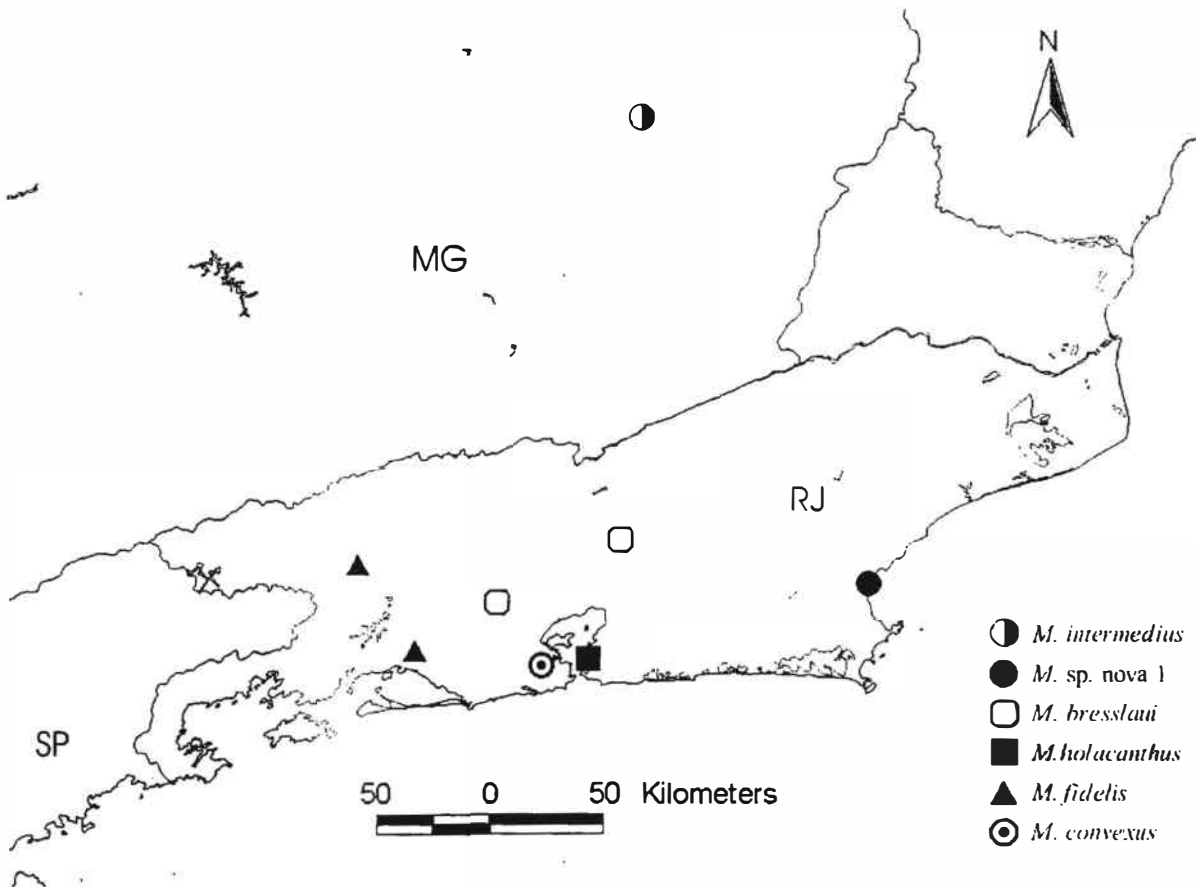 N
MG
RJ
SP
M. intermedius
M. sp. nova 1
M. bresslaui
M. holacanthus
M. fidelis
M. convexus
50 0 50 Kilometers